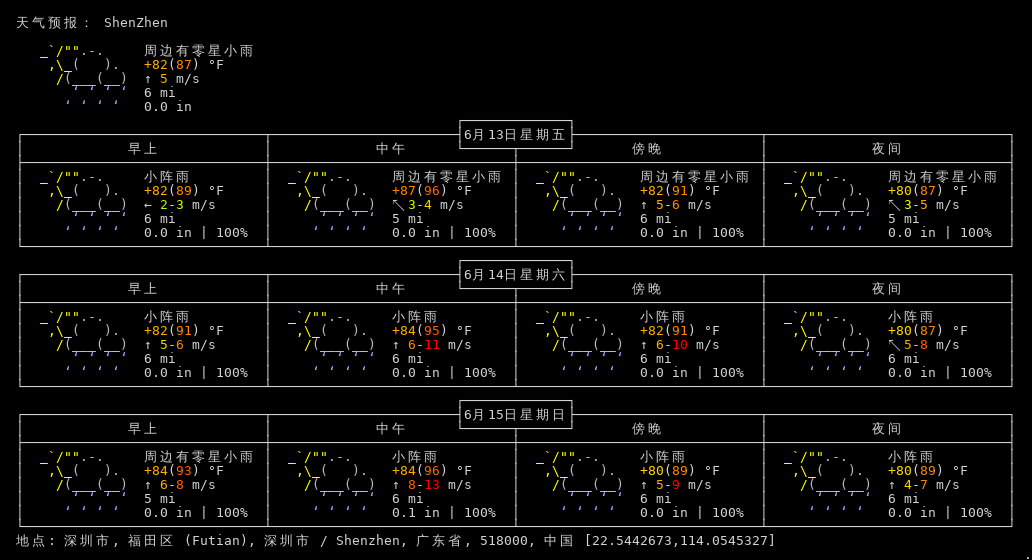 天气预报： ShenZhen
周边有零星小雨
+82(87) °F
↑ 5 m/s
6 mi
0.0 in
6月13日星期五
早上 中午 傍晚 夜间
小阵雨 周边有零星小雨 周边有零星小雨 周边有零星小雨
+82(89) °F +87(96) °F +82(91) °F +80(87) °F
← 2-3 m/s ↖ 3-4 m/s ↑ 5-6 m/s ↖ 3-5 m/s
6 mi 5 mi 6 mi 5 mi
0.0 in | 100% 0.0 in | 100% 0.0 in | 100% 0.0 in | 100%
6月14日星期六
早上 中午 傍晚 夜间
小阵雨 小阵雨 小阵雨 小阵雨
+82(91) °F +84(95) °F +82(91) °F +80(87) °F
↑ 5-6 m/s ↑ 6-11 m/s ↑ 6-10 m/s ↖ 5-8 m/s
6 mi 6 mi 6 mi 6 mi
0.0 in | 100% 0.0 in | 100% 0.0 in | 100% 0.0 in | 100%
6月15日星期日
早上 中午 傍晚 夜间
周边有零星小雨 小阵雨 小阵雨 小阵雨
+84(93) °F +84(96) °F +80(89) °F +80(89) °F
↑ 6-8 m/s ↑ 8-13 m/s ↑ 5-9 m/s ↑ 4-7 m/s
5 mi 6 mi 6 mi 6 mi
0.0 in | 100% 0.1 in | 100% 0.0 in | 100% 0.0 in | 100%
地点: 深圳市, 福田区 (Futian), 深圳市 / Shenzhen, 广东省, 518000, 中国 [22.5442673,114.0545327]